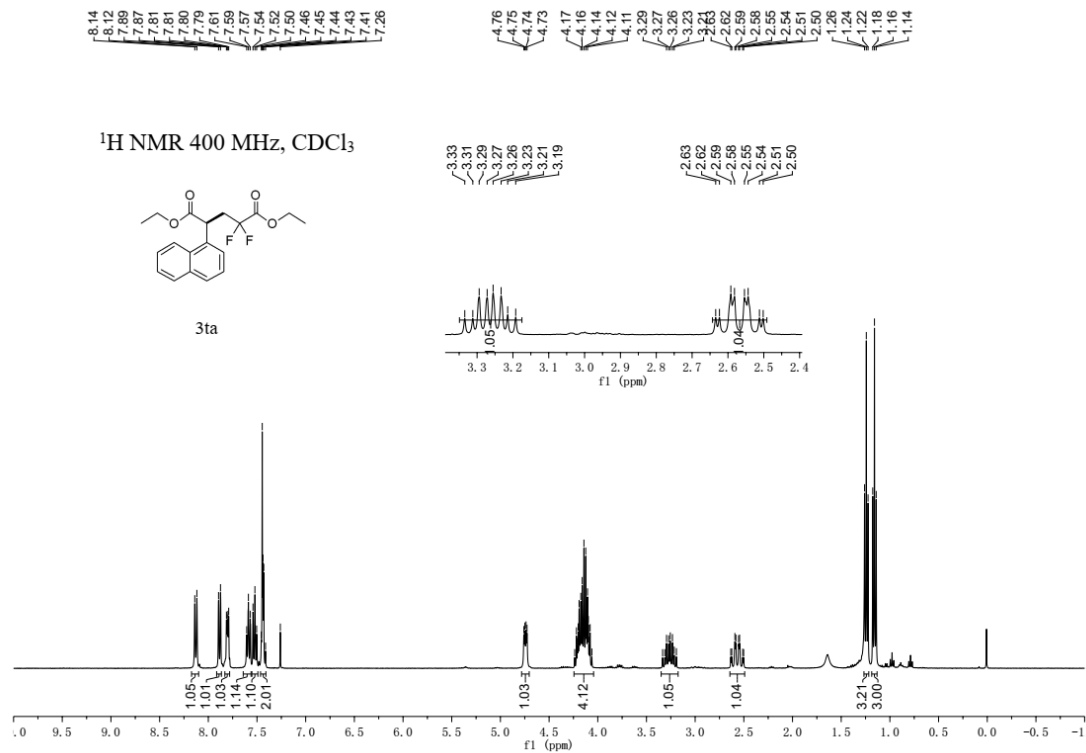 8.14 8.12 7.89 7.87 7.81 7.81 7.80 7.79 7.61 7.59 7.57 7.54 7.52 7.50 7.46 7.45 7.44 7.43 7.41 7.26 4.76 4.75 4.74 4.73 4.17 4.16 4.14 4.12 4.11 3.29 3.27 3.26 3.23 3.21 2.63 2.62 2.59 2.58 2.55 2.54 2.51 2.50 1.26 1.24 1.22 1.18 1.16 1.14
¹H NMR 400 MHz, CDCl₃
3.33 3.31 3.29 3.27 3.26 3.23 3.21 3.19 2.63 2.62 2.59 2.58 2.55 2.54 2.51 2.50
O O
O O
F F
3ta
1.05 1.04
3.3 3.2 3.1 3.0 2.9 2.8 2.7 2.6 2.5 2.4
f1 (ppm)
1.05 1.01 1.03 1.14 1.10 2.01 1.03 4.12 1.05 1.04 3.21 3.00
9.5 9.0 8.5 8.0 7.5 7.0 6.5 6.0 5.5 5.0 4.5 4.0 3.5 3.0 2.5 2.0 1.5 1.0 0.5 0.0 -0.5
f1 (ppm)